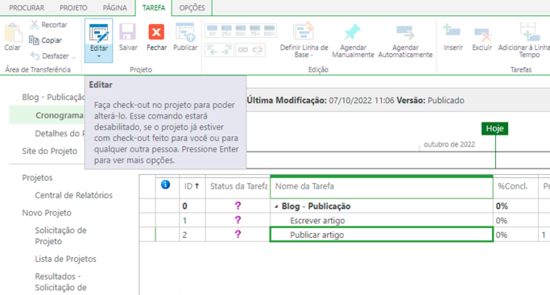 PROCURAR PROJETO PÁGINA TAREFA OPÇÕES
Colar
Recortar
Copiar
Desfazer
Área de Transferência
Editar
Salvar
Fechar
Publicar
Projeto
Definir Linha de Base
Agendar Manualmente
Agendar Automaticamente
Edição
Inserir
Excluir
Adicionar à Linha do Tempo
Tarefas
Editar
Faça check-out no projeto para poder
alterá-lo. Esse comando estará
desabilitado, se o projeto já estiver
com check-out feito para você ou para
qualquer outra pessoa. Pressione Enter
para ver mais opções.
Blog - Publicação
Cronograma
Detalhes do
Site do Projeto
Projetos
Central de Relatórios
Novo Projeto
Solicitação de
Projeto
Lista de Projetos
Resultados -
Solicitação de
Última Modificação: 07/10/2022 11:06 Versão: Publicado
Hoje
outubro de 2022
ID Status da Tarefa Nome da Tarefa %Concl.
0 ? Blog - Publicação 0%
1 ? Escrever artigo 0%
2 ? Publicar artigo 0% 1